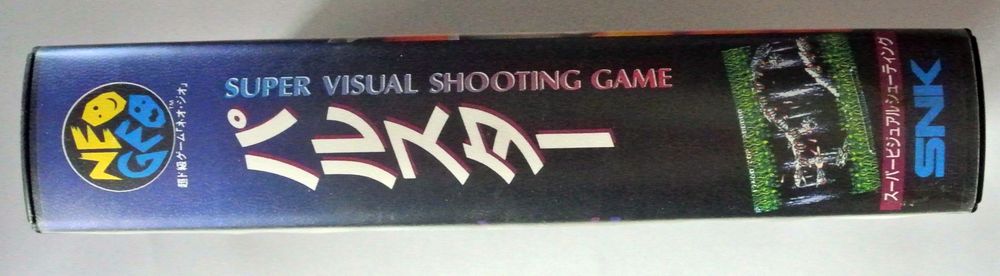 NEO
GEO
TM
超ド級ゲーム「ネオ・ジオ」
SUPER VISUAL SHOOTING GAME
パルスター
スーパービジュアルシューティング
SNK